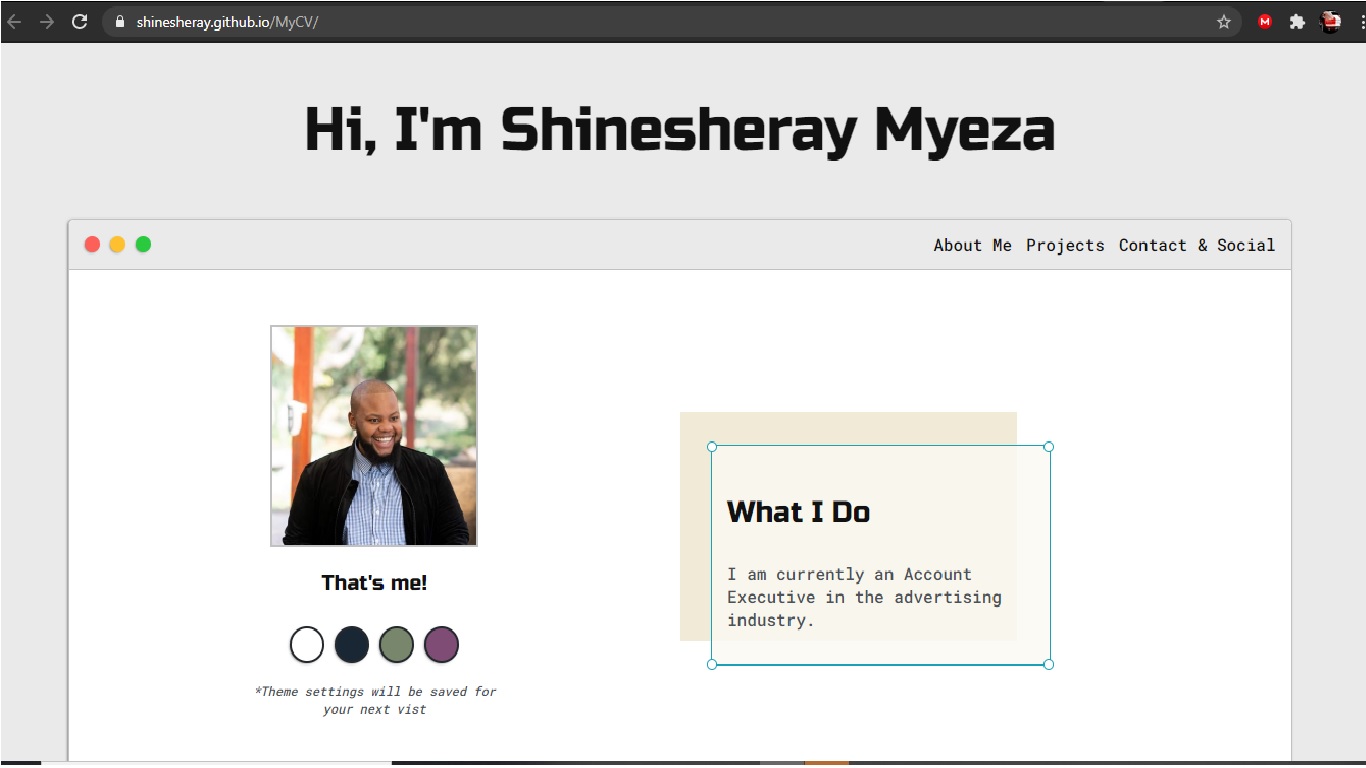 shinesheray.github.io/MyCV/
M
Hi, I'm Shinesheray Myeza
About Me Projects Contact & Social
That's me!
*Theme settings will be saved for
your next vist
What I Do
I am currently an Account
Executive in the advertising
industry.